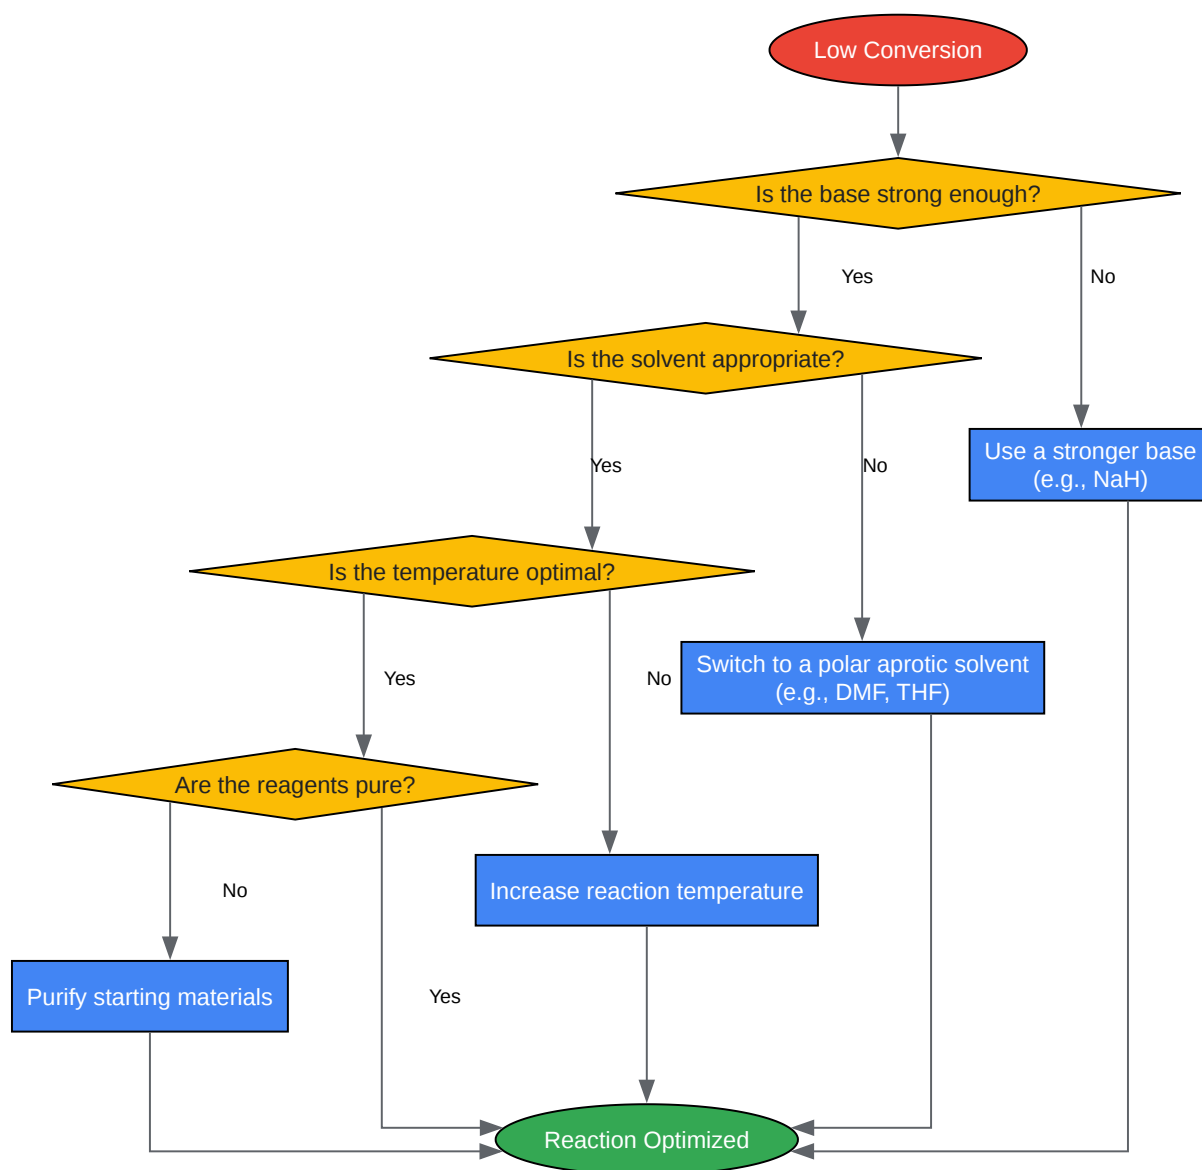 Low Conversion
Is the base strong enough?
Yes
No
Is the solvent appropriate?
Use a stronger base
(e.g., NaH)
Yes
No
Is the temperature optimal?
Switch to a polar aprotic solvent
(e.g., DMF, THF)
Yes
No
Are the reagents pure?
Increase reaction temperature
No
Purify starting materials
Yes
Reaction Optimized